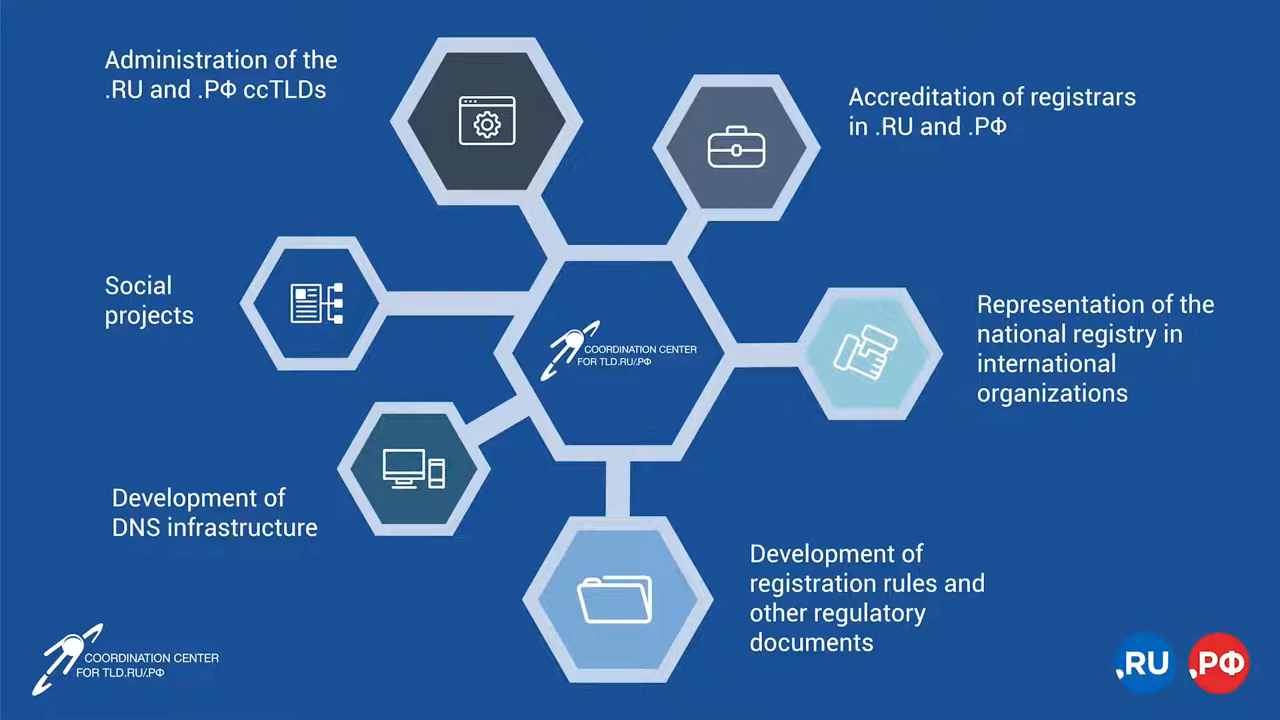 Administration of the
.RU and .РФ ccTLDs
Accreditation of registrars
in .RU and .РФ
Social
projects
COORDINATION CENTER
FOR TLD.RU/.РФ
Representation of the
national registry in
international
organizations
Development of
DNS infrastructure
Development of
registration rules and
other regulatory
documents
COORDINATION CENTER
FOR TLD.RU/.РФ
.RU
.РФ